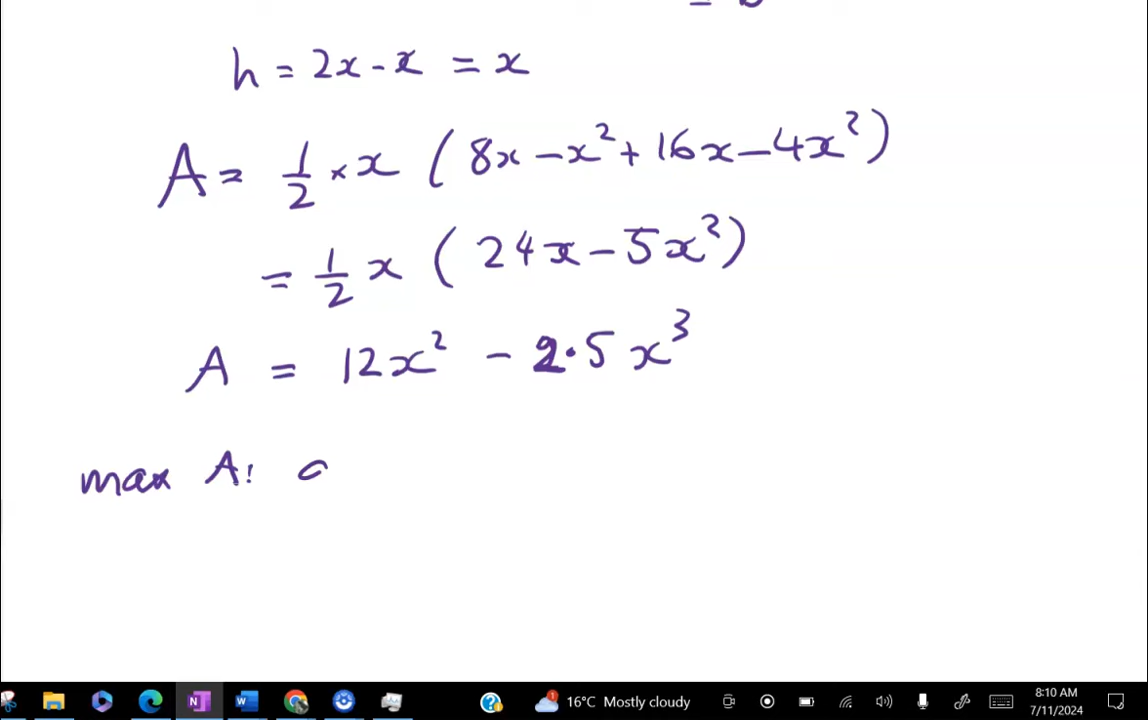 h = 2x - x = x
A = 1/2 × x ( 8x - x² + 16x - 4x² )
= 1/2 x ( 24x - 5x² )
A = 12x² - 2.5x³
max A:
16°C Mostly cloudy
8:10 AM
7/11/2024